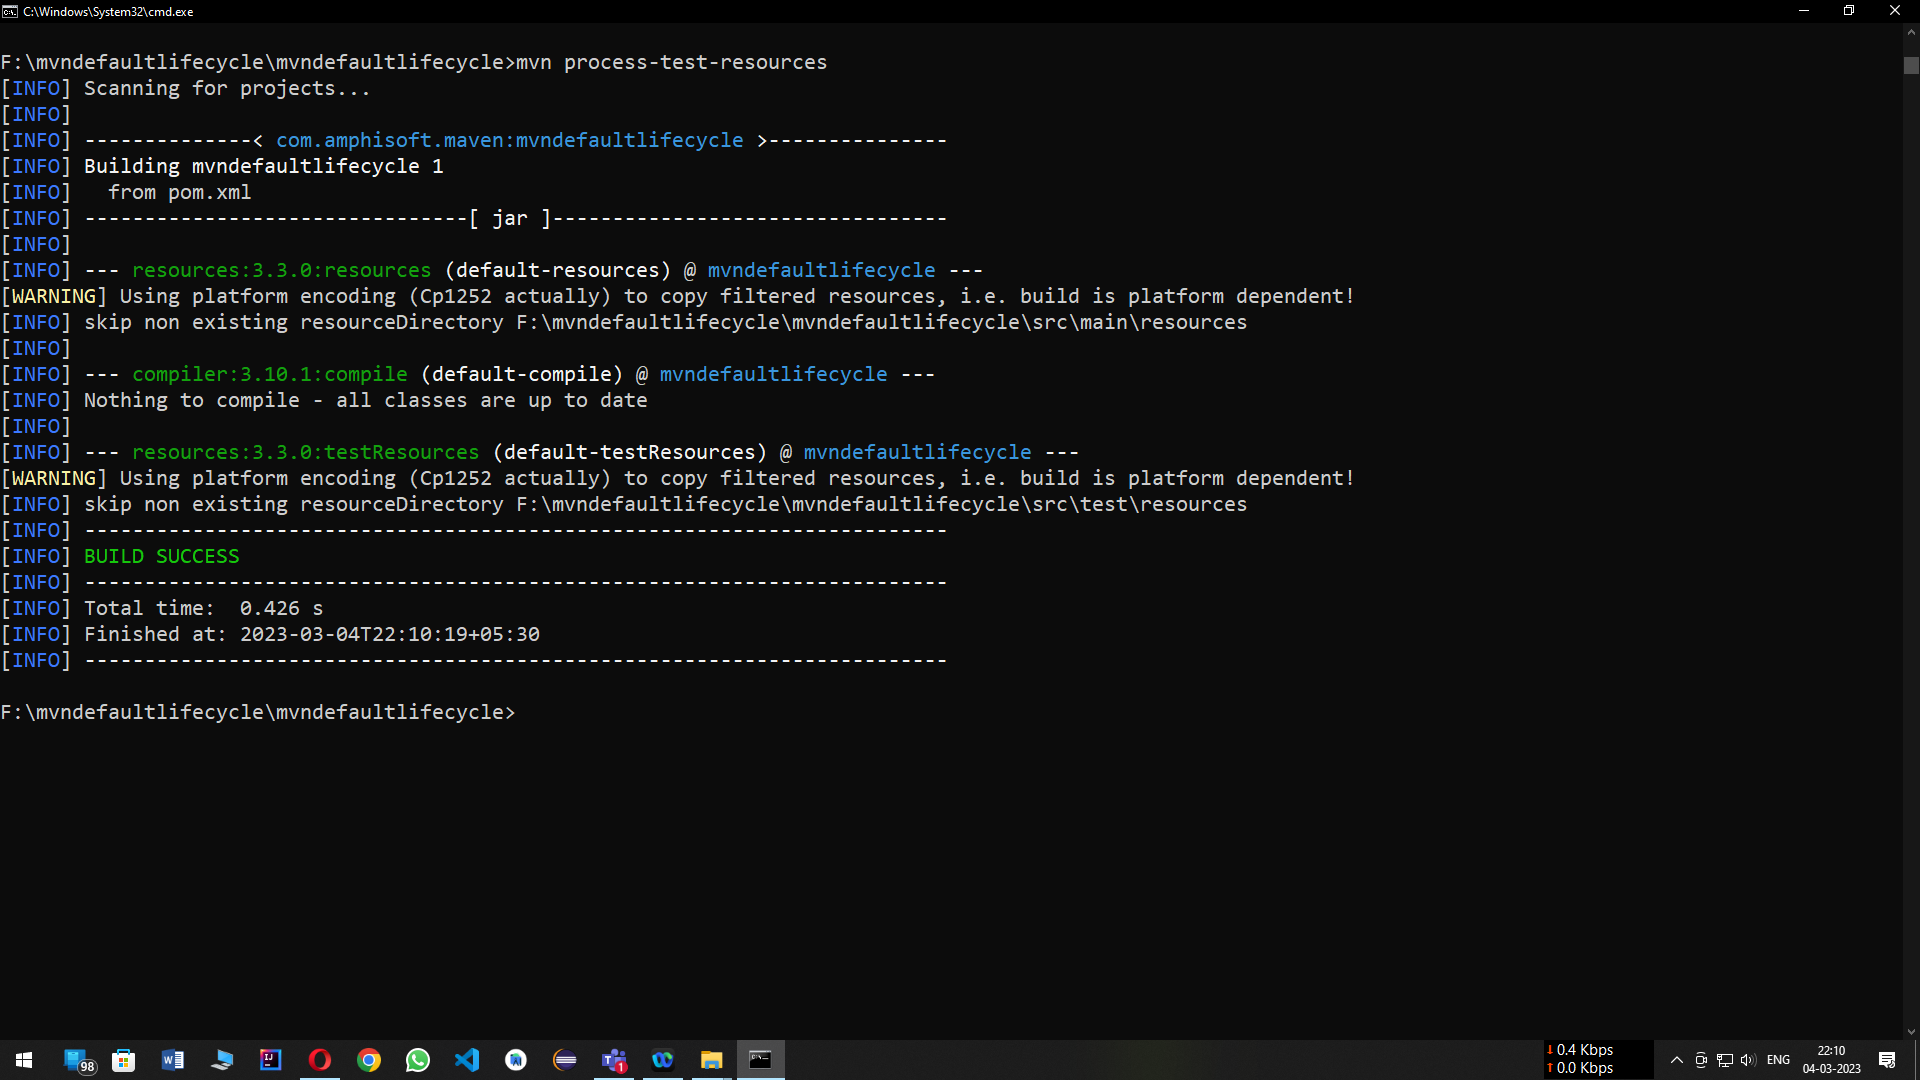 C:\Windows\System32\cmd.exe
F:\mvndefaultlifecycle\mvndefaultlifecycle>mvn process-test-resources
[INFO] Scanning for projects...
[INFO]
[INFO] --------------< com.amphisoft.maven:mvndefaultlifecycle >---------------
[INFO] Building mvndefaultlifecycle 1
[INFO]   from pom.xml
[INFO] --------------------------------[ jar ]---------------------------------
[INFO]
[INFO] --- resources:3.3.0:resources (default-resources) @ mvndefaultlifecycle ---
[WARNING] Using platform encoding (Cp1252 actually) to copy filtered resources, i.e. build is platform dependent!
[INFO] skip non existing resourceDirectory F:\mvndefaultlifecycle\mvndefaultlifecycle\src\main\resources
[INFO]
[INFO] --- compiler:3.10.1:compile (default-compile) @ mvndefaultlifecycle ---
[INFO] Nothing to compile - all classes are up to date
[INFO]
[INFO] --- resources:3.3.0:testResources (default-testResources) @ mvndefaultlifecycle ---
[WARNING] Using platform encoding (Cp1252 actually) to copy filtered resources, i.e. build is platform dependent!
[INFO] skip non existing resourceDirectory F:\mvndefaultlifecycle\mvndefaultlifecycle\src\test\resources
[INFO] ------------------------------------------------------------------------
[INFO] BUILD SUCCESS
[INFO] ------------------------------------------------------------------------
[INFO] Total time:  0.426 s
[INFO] Finished at: 2023-03-04T22:10:19+05:30
[INFO] ------------------------------------------------------------------------
F:\mvndefaultlifecycle\mvndefaultlifecycle>
98
1
↓ 0.4 Kbps
↑ 0.0 Kbps
ENG
22:10
04-03-2023